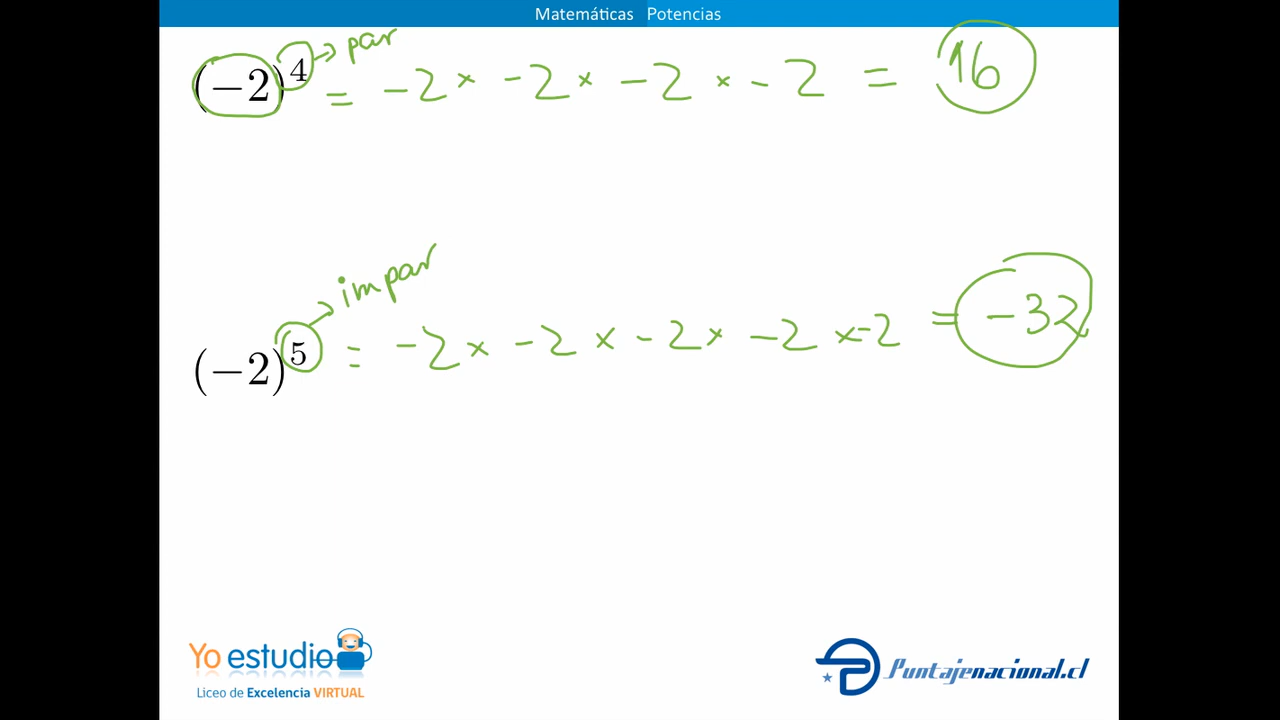 Matemáticas Potencias
(−2)^4 → par
= -2 x -2 x -2 x -2 = 16
(−2)^5 → impar
= -2 x -2 x -2 x -2 x -2 = -32
Yo estudio
Liceo de Excelencia VIRTUAL
Puntajenacional.cl